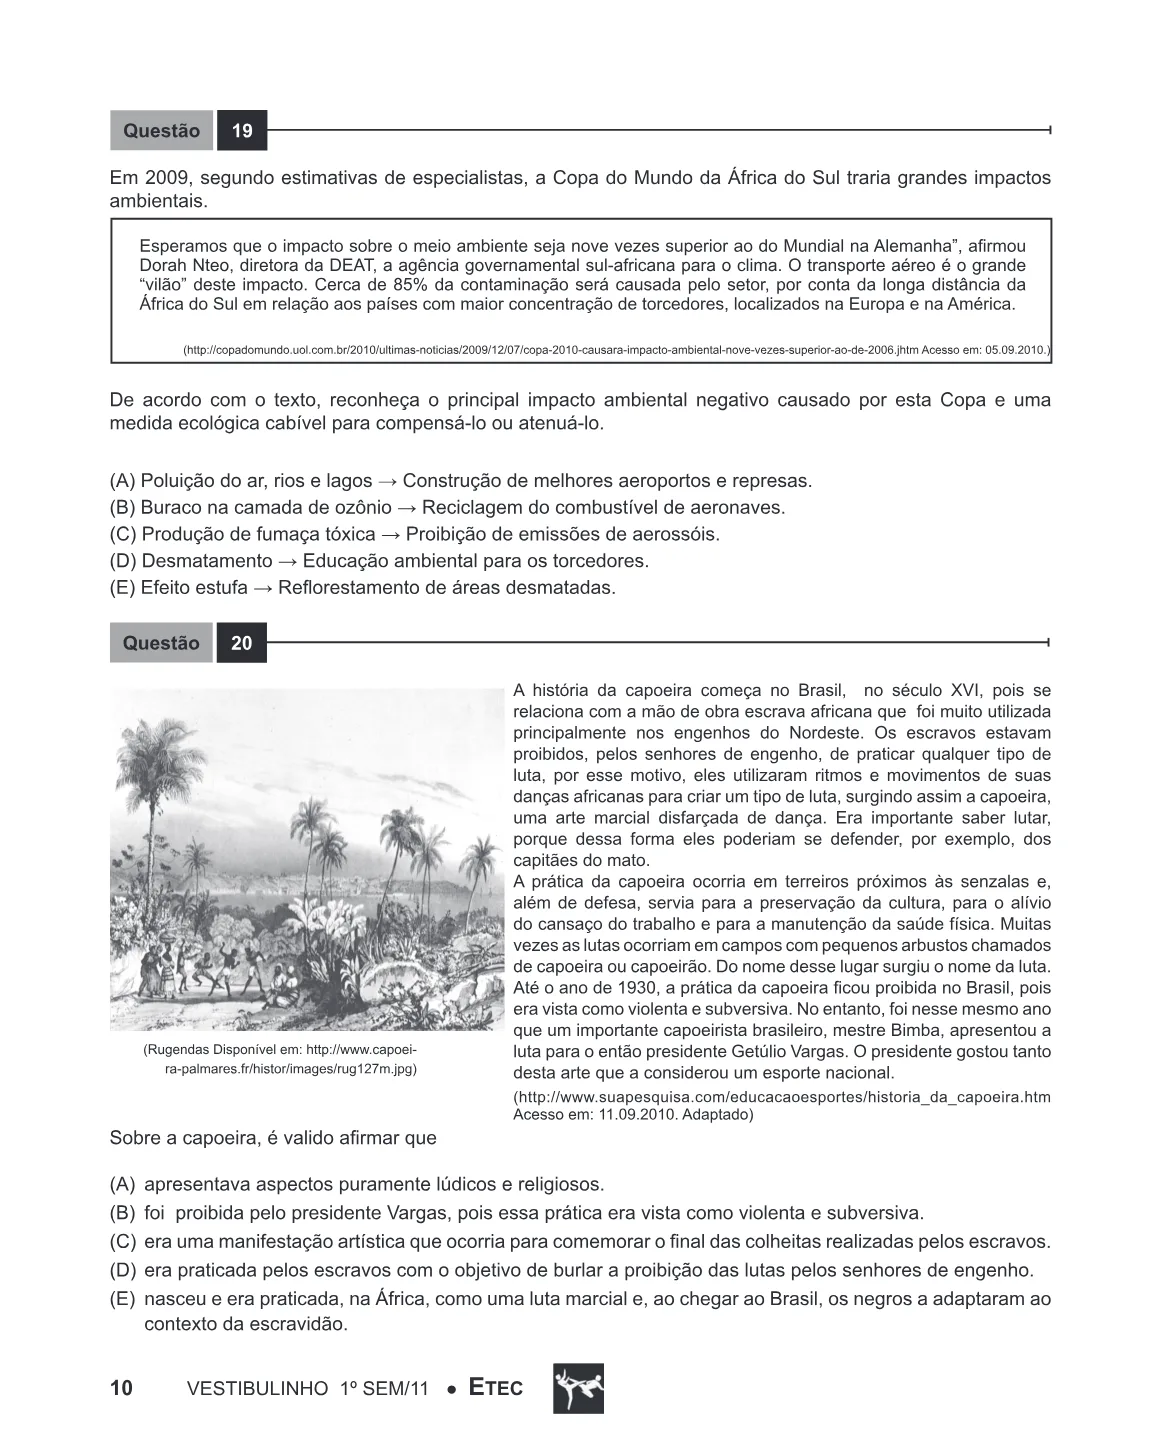 Questão 19
Em 2009, segundo estimativas de especialistas, a Copa do Mundo da África do Sul traria grandes impactos
ambientais.
Esperamos que o impacto sobre o meio ambiente seja nove vezes superior ao do Mundial na Alemanha”, afirmou
Dorah Nteo, diretora da DEAT, a agência governamental sul-africana para o clima. O transporte aéreo é o grande
“vilão” deste impacto. Cerca de 85% da contaminação será causada pelo setor, por conta da longa distância da
África do Sul em relação aos países com maior concentração de torcedores, localizados na Europa e na América.
(http://copadomundo.uol.com.br/2010/ultimas-noticias/2009/12/07/copa-2010-causara-impacto-ambiental-nove-vezes-superior-ao-de-2006.jhtm Acesso em: 05.09.2010.)
De acordo com o texto, reconheça o principal impacto ambiental negativo causado por esta Copa e uma
medida ecológica cabível para compensá-lo ou atenuá-lo.
(A) Poluição do ar, rios e lagos → Construção de melhores aeroportos e represas.
(B) Buraco na camada de ozônio → Reciclagem do combustível de aeronaves.
(C) Produção de fumaça tóxica → Proibição de emissões de aerossóis.
(D) Desmatamento → Educação ambiental para os torcedores.
(E) Efeito estufa → Reflorestamento de áreas desmatadas.
Questão 20
A história da capoeira começa no Brasil, no século XVI, pois se
relaciona com a mão de obra escrava africana que foi muito utilizada
principalmente nos engenhos do Nordeste. Os escravos estavam
proibidos, pelos senhores de engenho, de praticar qualquer tipo de
luta, por esse motivo, eles utilizaram ritmos e movimentos de suas
danças africanas para criar um tipo de luta, surgindo assim a capoeira,
uma arte marcial disfarçada de dança. Era importante saber lutar,
porque dessa forma eles poderiam se defender, por exemplo, dos
capitães do mato.
A prática da capoeira ocorria em terreiros próximos às senzalas e,
além de defesa, servia para a preservação da cultura, para o alívio
do cansaço do trabalho e para a manutenção da saúde física. Muitas
vezes as lutas ocorriam em campos com pequenos arbustos chamados
de capoeira ou capoeirão. Do nome desse lugar surgiu o nome da luta.
Até o ano de 1930, a prática da capoeira ficou proibida no Brasil, pois
era vista como violenta e subversiva. No entanto, foi nesse mesmo ano
que um importante capoeirista brasileiro, mestre Bimba, apresentou a
luta para o então presidente Getúlio Vargas. O presidente gostou tanto
desta arte que a considerou um esporte nacional.
(http://www.suapesquisa.com/educacaoesportes/historia_da_capoeira.htm
Acesso em: 11.09.2010. Adaptado)
(Rugendas Disponível em: http://www.capoei-
ra-palmares.fr/histor/images/rug127m.jpg)
Sobre a capoeira, é valido afirmar que
(A) apresentava aspectos puramente lúdicos e religiosos.
(B) foi proibida pelo presidente Vargas, pois essa prática era vista como violenta e subversiva.
(C) era uma manifestação artística que ocorria para comemorar o final das colheitas realizadas pelos escravos.
(D) era praticada pelos escravos com o objetivo de burlar a proibição das lutas pelos senhores de engenho.
(E) nasceu e era praticada, na África, como uma luta marcial e, ao chegar ao Brasil, os negros a adaptaram ao
contexto da escravidão.
10 VESTIBULINHO 1º SEM/11 • ETEC